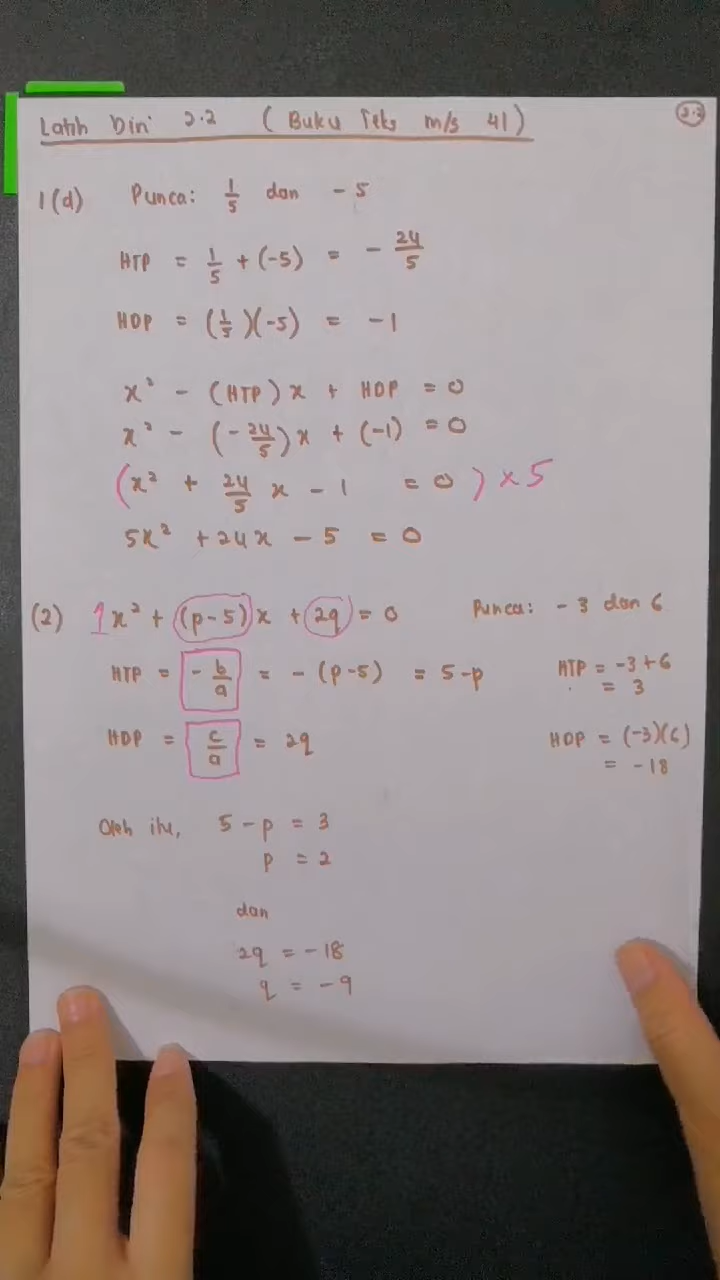 Latih Diri 2.2 (Buku Teks m/s 41)
2.2
1(d) Punca: 1/5 dan -5
HTP = 1/5 + (-5) = - 24/5
HDP = (1/5)(-5) = -1
x² - (HTP)x + HDP = 0
x² - (-24/5)x + (-1) = 0
(x² + 24/5 x - 1 = 0) × 5
5x² + 24x - 5 = 0
(2) 1x² + (p-5)x + 2q = 0 Punca: -3 dan 6
HTP = -b/a = -(p-5) = 5-p HTP = -3+6
= 3
HDP = c/a = 2q HDP = (-3)(6)
= -18
Oleh itu, 5-p = 3
p = 2
dan
2q = -18
q = -9